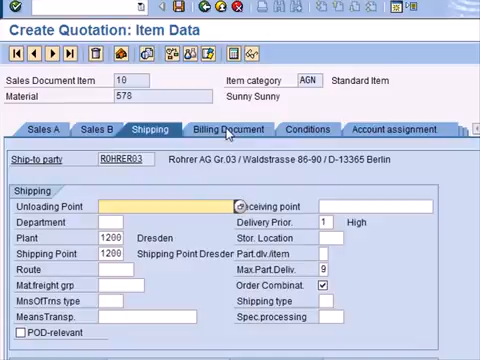 Create Quotation: Item Data
Sales Document Item 10 Item category AGN Standard Item
Material 578 Sunny Sunny
Sales A Sales B Shipping Billing Document Conditions Account assignment
Ship-to party ROHRER03 Rohrer AG Gr.03 / Waldstrasse 86-90 / D-13365 Berlin
Shipping
Unloading Point eceiving point
Department Delivery Prior. 1 High
Plant 1200 Dresden Stor. Location
Shipping Point 1200 Shipping Point Dresden Part.dlv./item
Route Max.Part.Deliv. 9
Mat.freight grp Order Combinat.
MnsOfTrns type Shipping type
MeansTransp. Spec.processing
POD-relevant